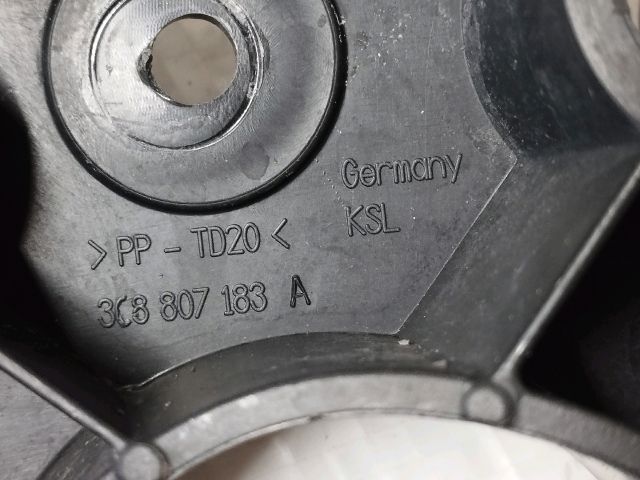 Germany
KSL
>PP-TD20<
3C8 807 183 A